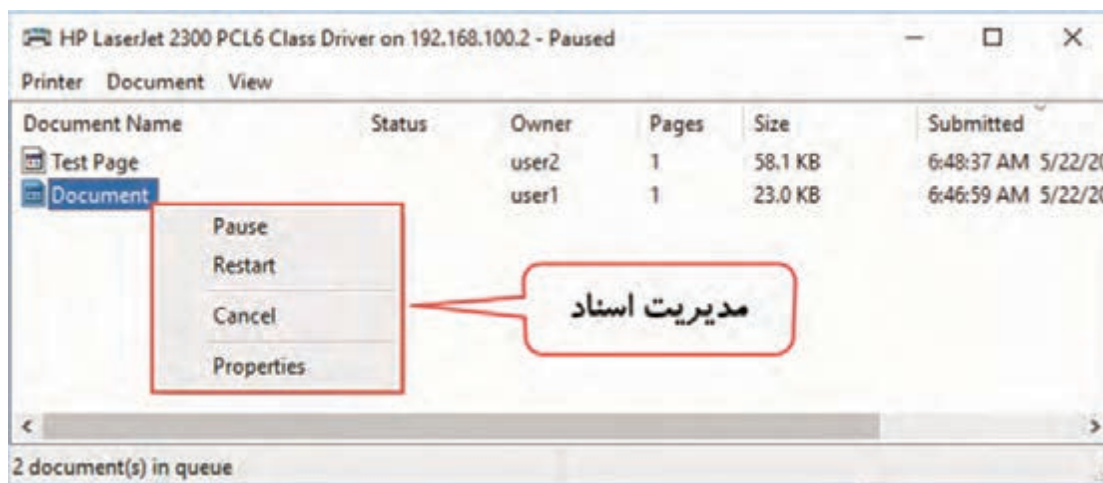 HP LaserJet 2300 PCL6 Class Driver on 192.168.100.2 - Paused
Printer Document View
Document Name Status Owner Pages Size Submitted
Test Page user2 1 58.1 KB 6:48:37 AM 5/22/20
Document user1 1 23.0 KB 6:46:59 AM 5/22/20
Pause
Restart
Cancel
Properties
مدیریت اسناد
2 document(s) in queue